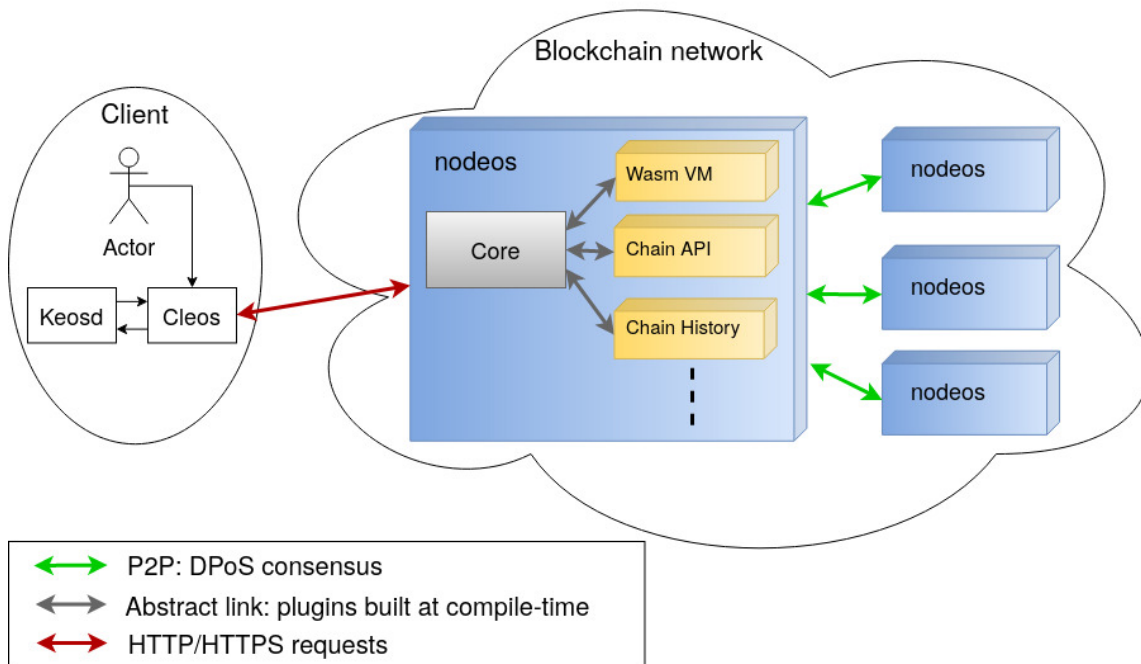 Blockchain network
Client
Actor
Keosd
Cleos
nodeos
Core
Wasm VM
Chain API
Chain History
nodeos
nodeos
nodeos
P2P: DPoS consensus
Abstract link: plugins built at compile-time
HTTP/HTTPS requests